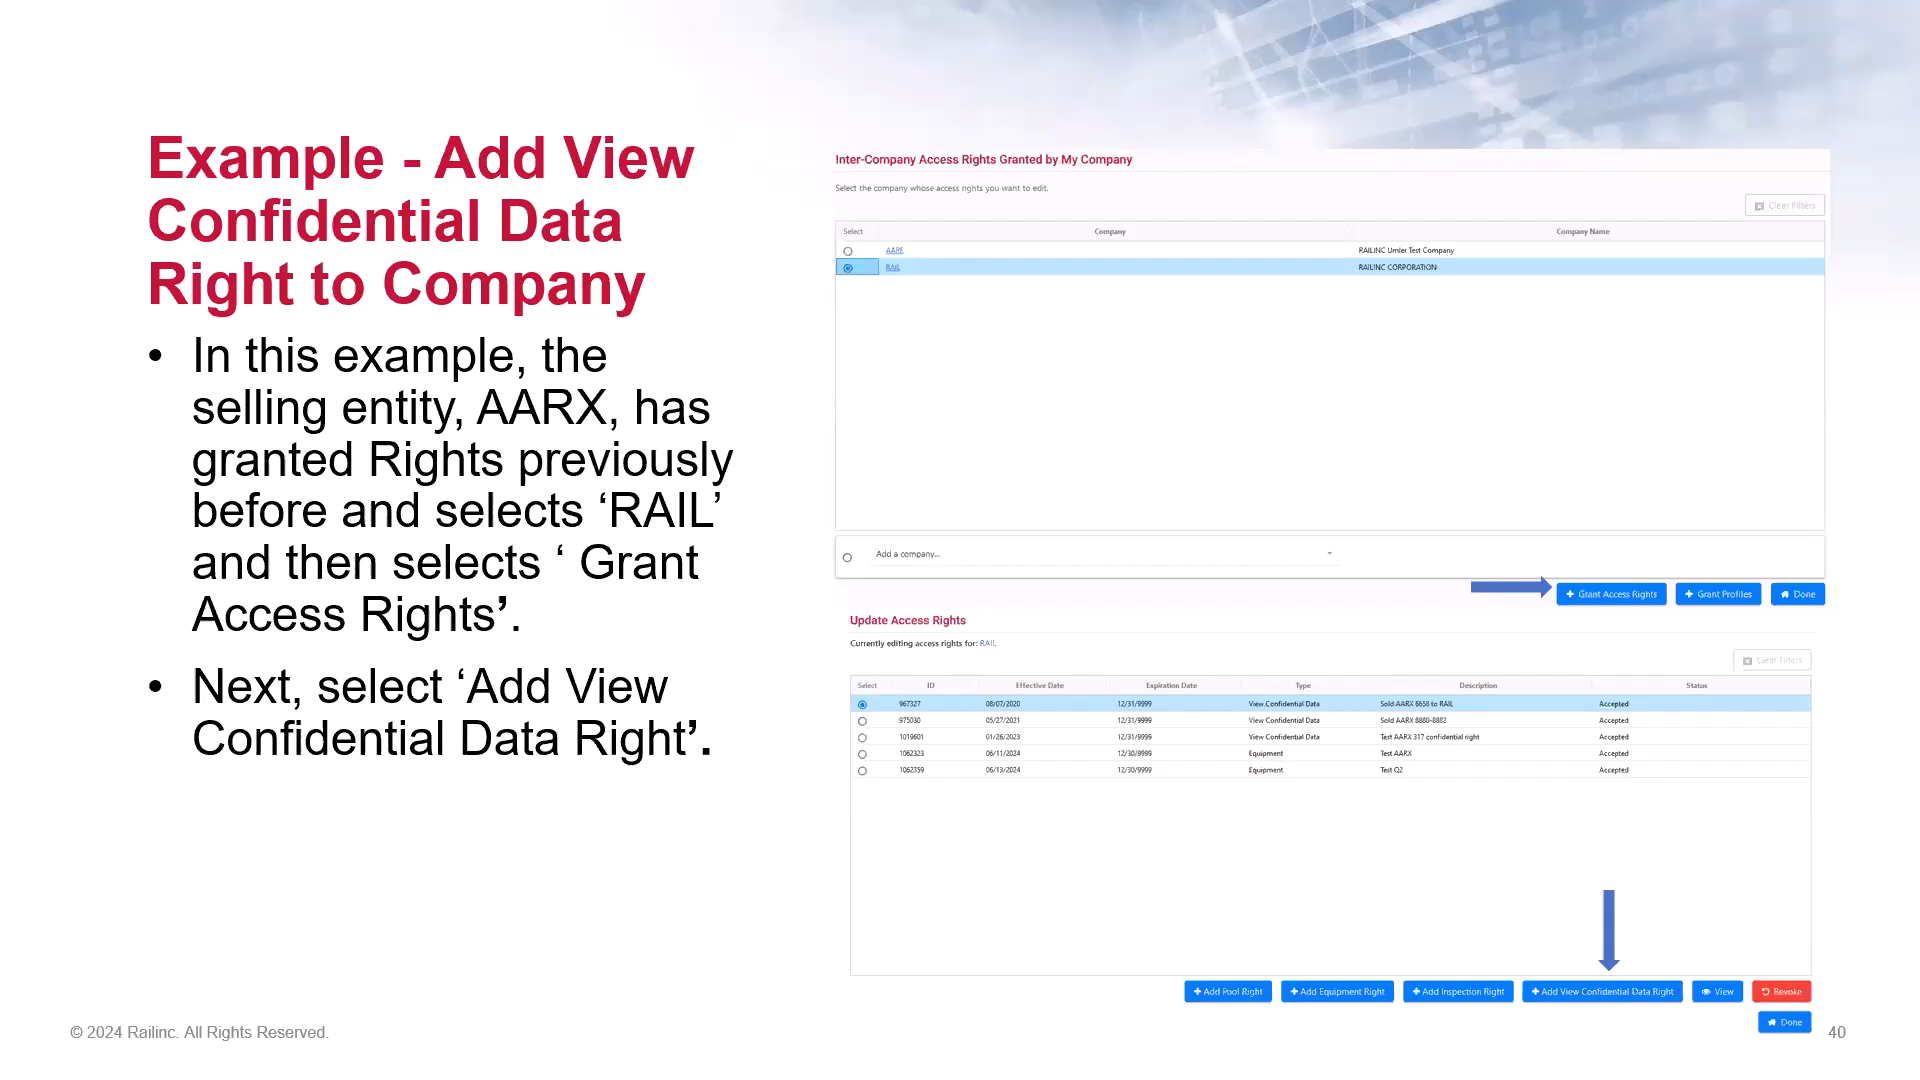 Example - Add View
Confidential Data
Right to Company
• In this example, the
selling entity, AARX, has
granted Rights previously
before and selects ‘RAIL’
and then selects ‘ Grant
Access Rights’.
• Next, select ‘Add View
Confidential Data Right’.
Inter-Company Access Rights Granted by My Company
Select the company whose access rights you want to edit.
Clear Filters
Select Company Company Name
AARE RAILINC Umler Test Company
RAIL RAILINC CORPORATION
Add a company...
+ Grant Access Rights + Grant Profiles Done
Update Access Rights
Currently editing access rights for: RAIL
Clear Filters
Select ID Effective Date Expiration Date Type Description Status
967327 08/07/2020 12/31/9999 View Confidential Data Sold AARX 6658 to RAIL Accepted
975030 05/27/2021 12/31/9999 View Confidential Data Sold AARX 8880-8882 Accepted
1019601 01/26/2023 12/31/9999 View Confidential Data Test AARX 317 confidential right Accepted
1062323 06/11/2024 12/30/9999 Equipment Test AARX Accepted
1062359 06/13/2024 12/30/9999 Equipment Test Q2 Accepted
+ Add Pool Right + Add Equipment Right + Add Inspection Right + Add View Confidential Data Right View Revoke
Done
© 2024 Railinc. All Rights Reserved.
40